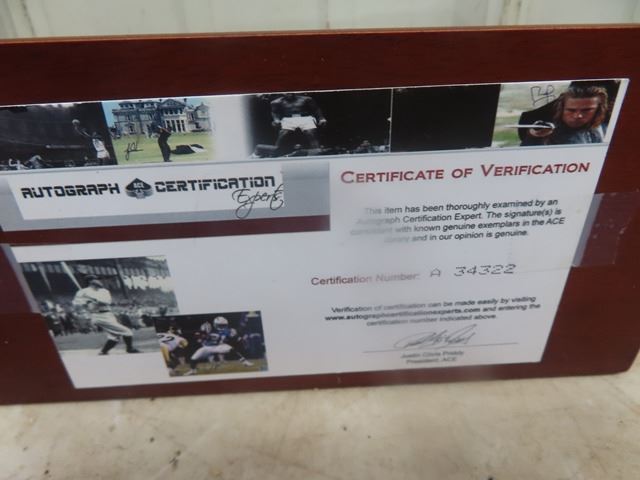 AUTOGRAPH CERTIFICATION
Experts
CERTIFICATE OF VERIFICATION
This item has been thoroughly examined by an
Autograph Certification Expert. The signature(s) is
consistent with known genuine exemplars in the ACE
library and in our opinion is genuine.
Certification Number: A 34322
Verification of certification can be made easily by visiting
www.autographcertificationexperts.com and entering the
certification number indicated above.
Justin Chris Priddy
President, ACE